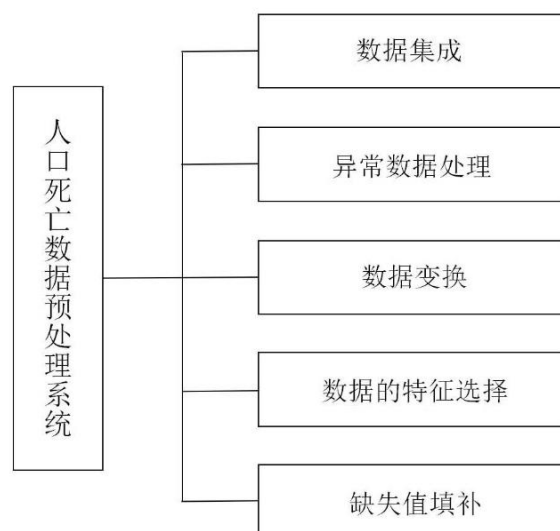 人口死亡数据预处理系统
数据集成
异常数据处理
数据变换
数据的特征选择
缺失值填补